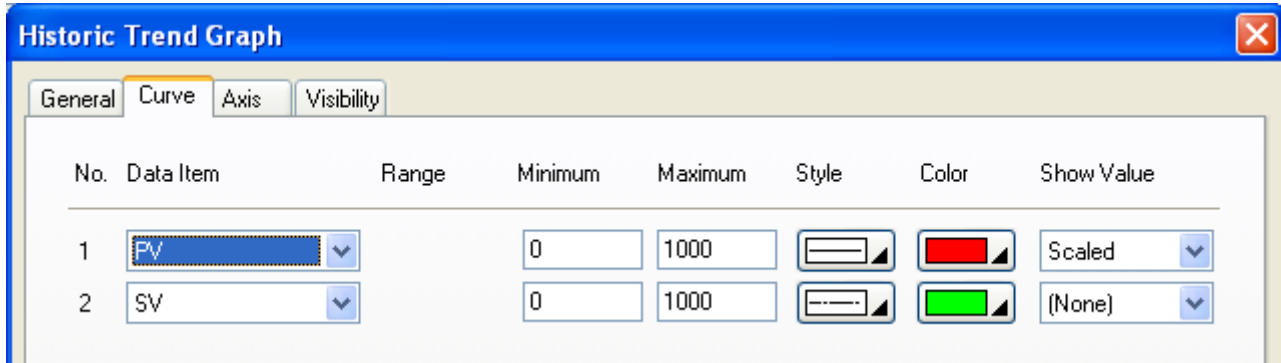 Historic Trend Graph
General Curve Axis Visibility
No. Data Item Range Minimum Maximum Style Color Show Value
1 PV 0 1000 Scaled
2 SV 0 1000 (None)